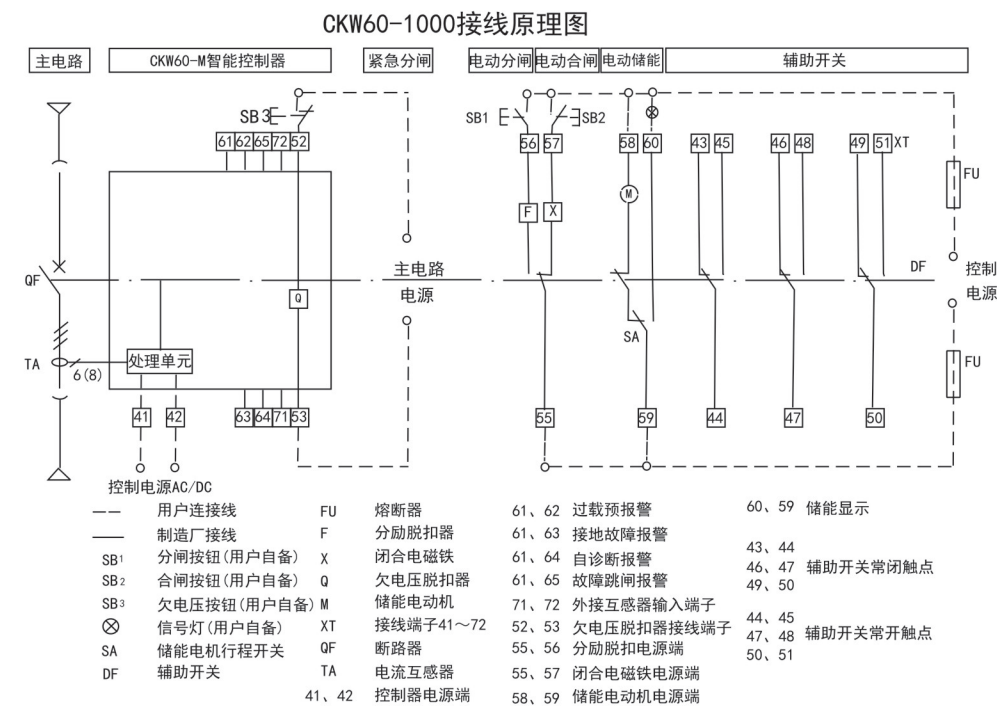 CKW60-1000接线原理图
主电路 CKW60-M智能控制器 紧急分闸 电动分闸 电动合闸 电动储能 辅助开关
SB3 SB1 SB2
61 62 65 72 52 56 57 58 60 43 45 46 48 49 51 XT
FU
M
F X
QF 主电路 DF 控制
电源 电源
Q
SA
TA 处理单元 FU
6(8)
41 42 63 64 71 53 55 59 44 47 50
控制电源AC/DC
用户连接线
制造厂接线
SB1 分闸按钮(用户自备)
SB2 合闸按钮(用户自备)
SB3 欠电压按钮(用户自备)
信号灯(用户自备)
SA 储能电机行程开关
DF 辅助开关
FU 熔断器
F 分励脱扣器
X 闭合电磁铁
Q 欠电压脱扣器
M 储能电动机
XT 接线端子41～72
QF 断路器
TA 电流互感器
41、42 控制器电源端
61、62 过载预报警
61、63 接地故障报警
61、64 自诊断报警
61、65 故障跳闸报警
71、72 外接互感器输入端子
52、53 欠电压脱扣器接线端子
55、56 分励脱扣电源端
55、57 闭合电磁铁电源端
58、59 储能电动机电源端
60、59 储能显示
43、44
46、47 辅助开关常闭触点
49、50
44、45
47、48 辅助开关常开触点
50、51